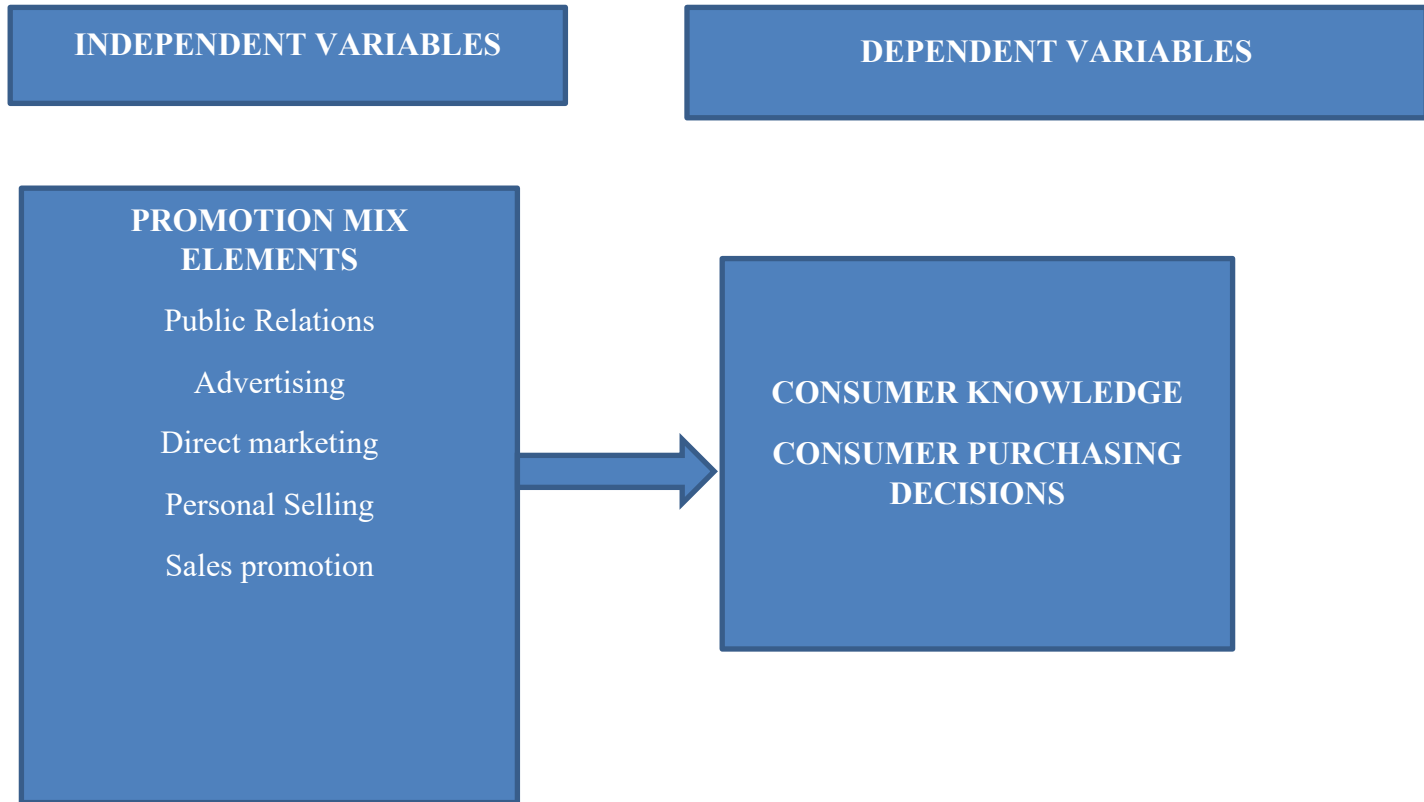 INDEPENDENT VARIABLES
DEPENDENT VARIABLES
PROMOTION MIX
ELEMENTS
Public Relations
Advertising
Direct marketing
Personal Selling
Sales promotion
CONSUMER KNOWLEDGE
CONSUMER PURCHASING
DECISIONS